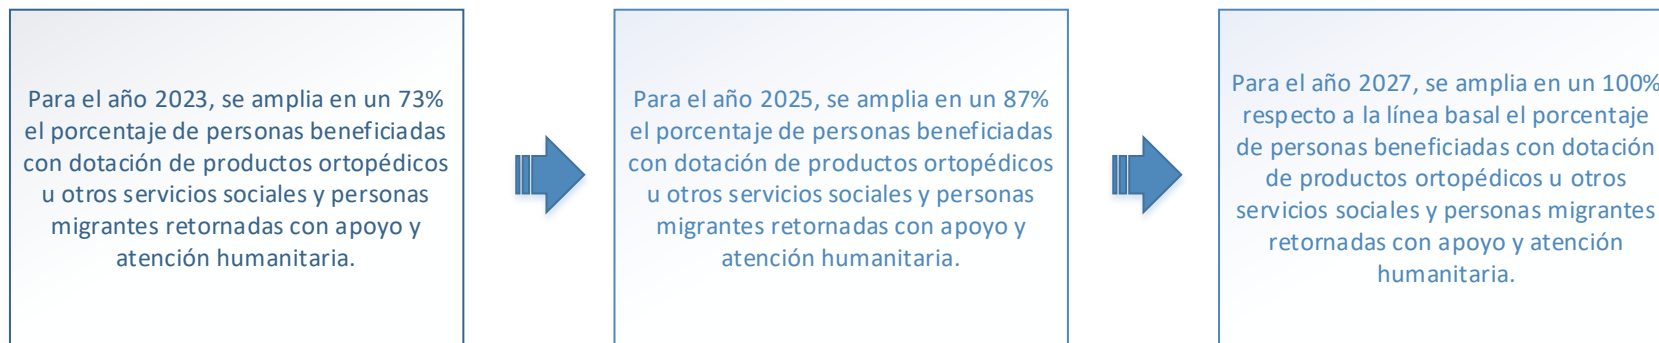 Para el año 2023, se amplia en un 73%
el porcentaje de personas beneficiadas
con dotación de productos ortopédicos
u otros servicios sociales y personas
migrantes retornadas con apoyo y
atención humanitaria.
Para el año 2025, se amplia en un 87%
el porcentaje de personas beneficiadas
con dotación de productos ortopédicos
u otros servicios sociales y personas
migrantes retornadas con apoyo y
atención humanitaria.
Para el año 2027, se amplia en un 100%
respecto a la línea basal el porcentaje
de personas beneficiadas con dotación
de productos ortopédicos u otros
servicios sociales y personas migrantes
retornadas con apoyo y atención
humanitaria.